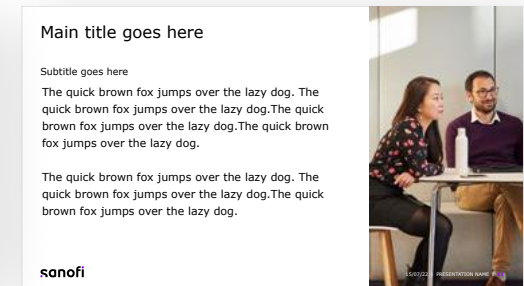 Main title goes here
Subtitle goes here
The quick brown fox jumps over the lazy dog. The
quick brown fox jumps over the lazy dog.The quick
brown fox jumps over the lazy dog.The quick brown
fox jumps over the lazy dog.
The quick brown fox jumps over the lazy dog. The
quick brown fox jumps over the lazy dog.The quick
brown fox jumps over the lazy dog.
sanofi
15/07/22 | PRESENTATION NAME